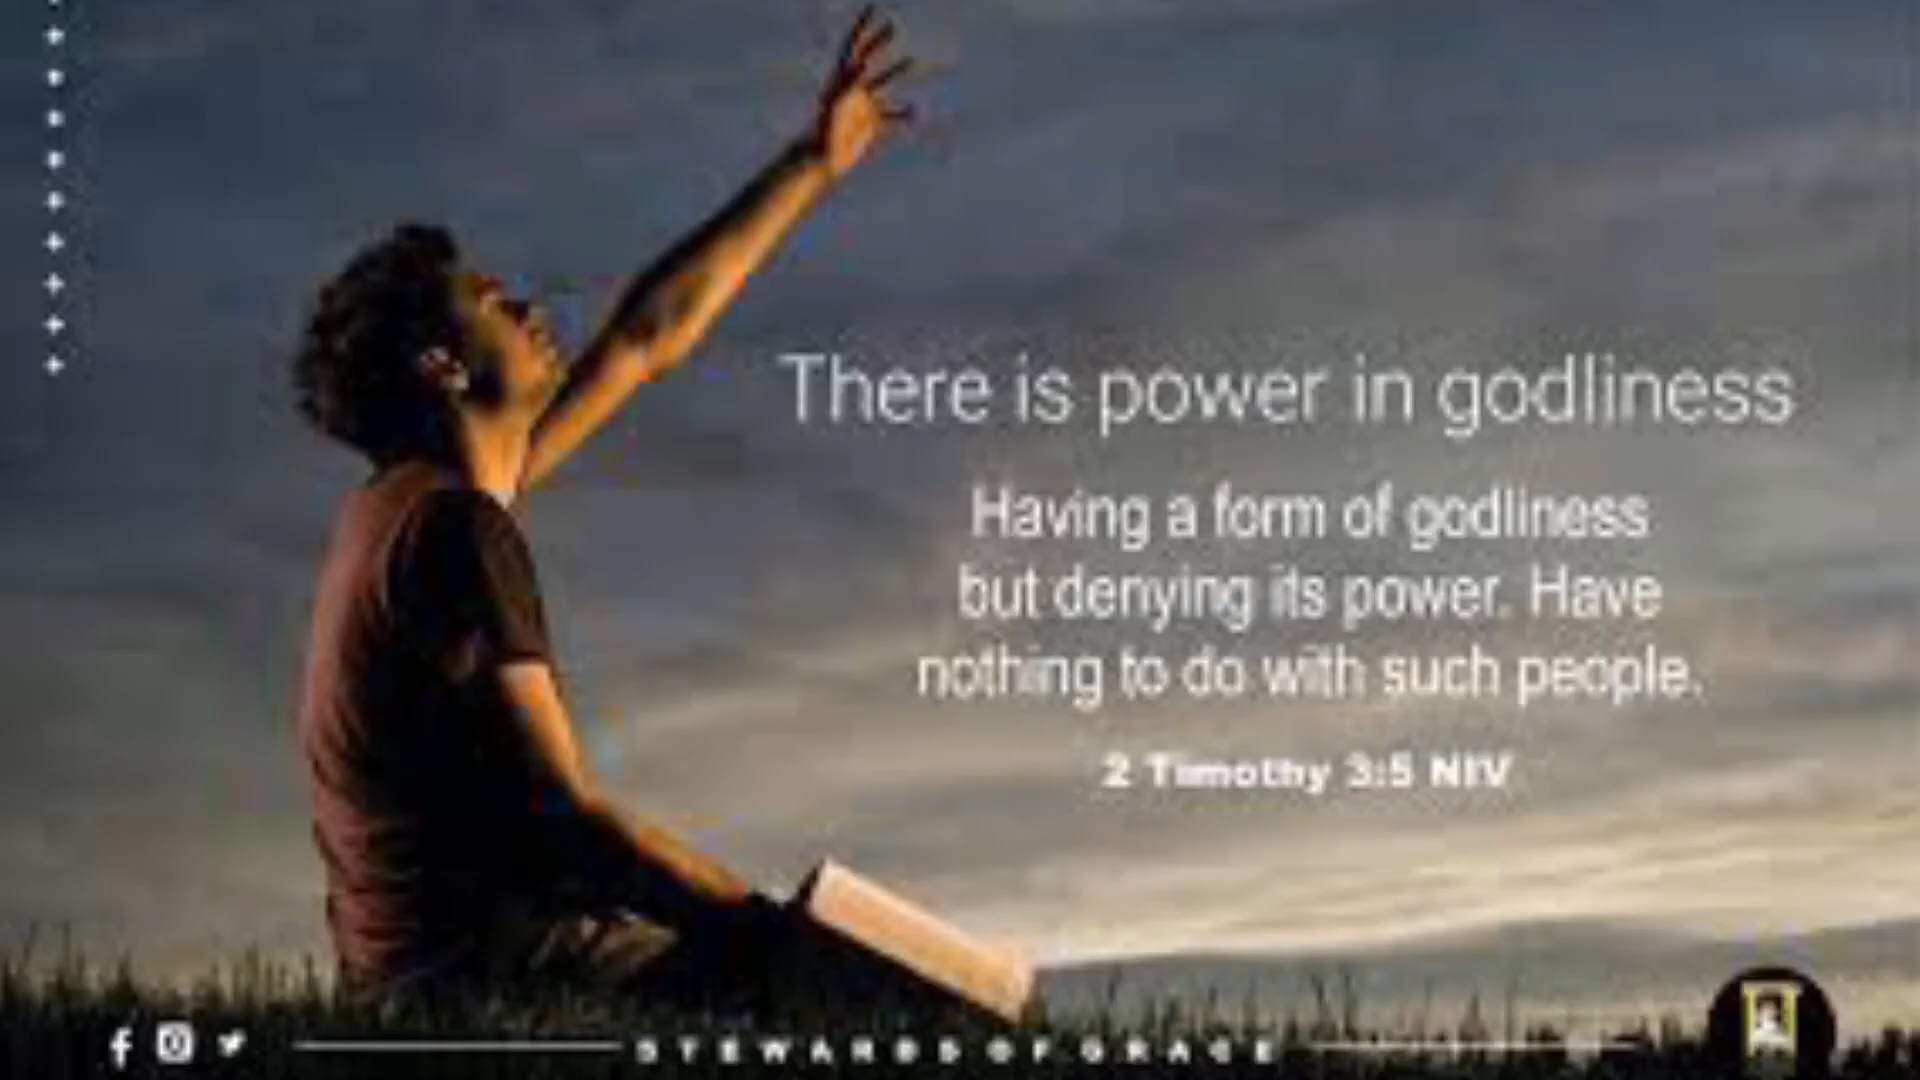 There is power in godliness
Having a form of godliness
but denying its power. Have
nothing to do with such people.
2 Timothy 3:5 NIV
STEWARDS OF GRACE